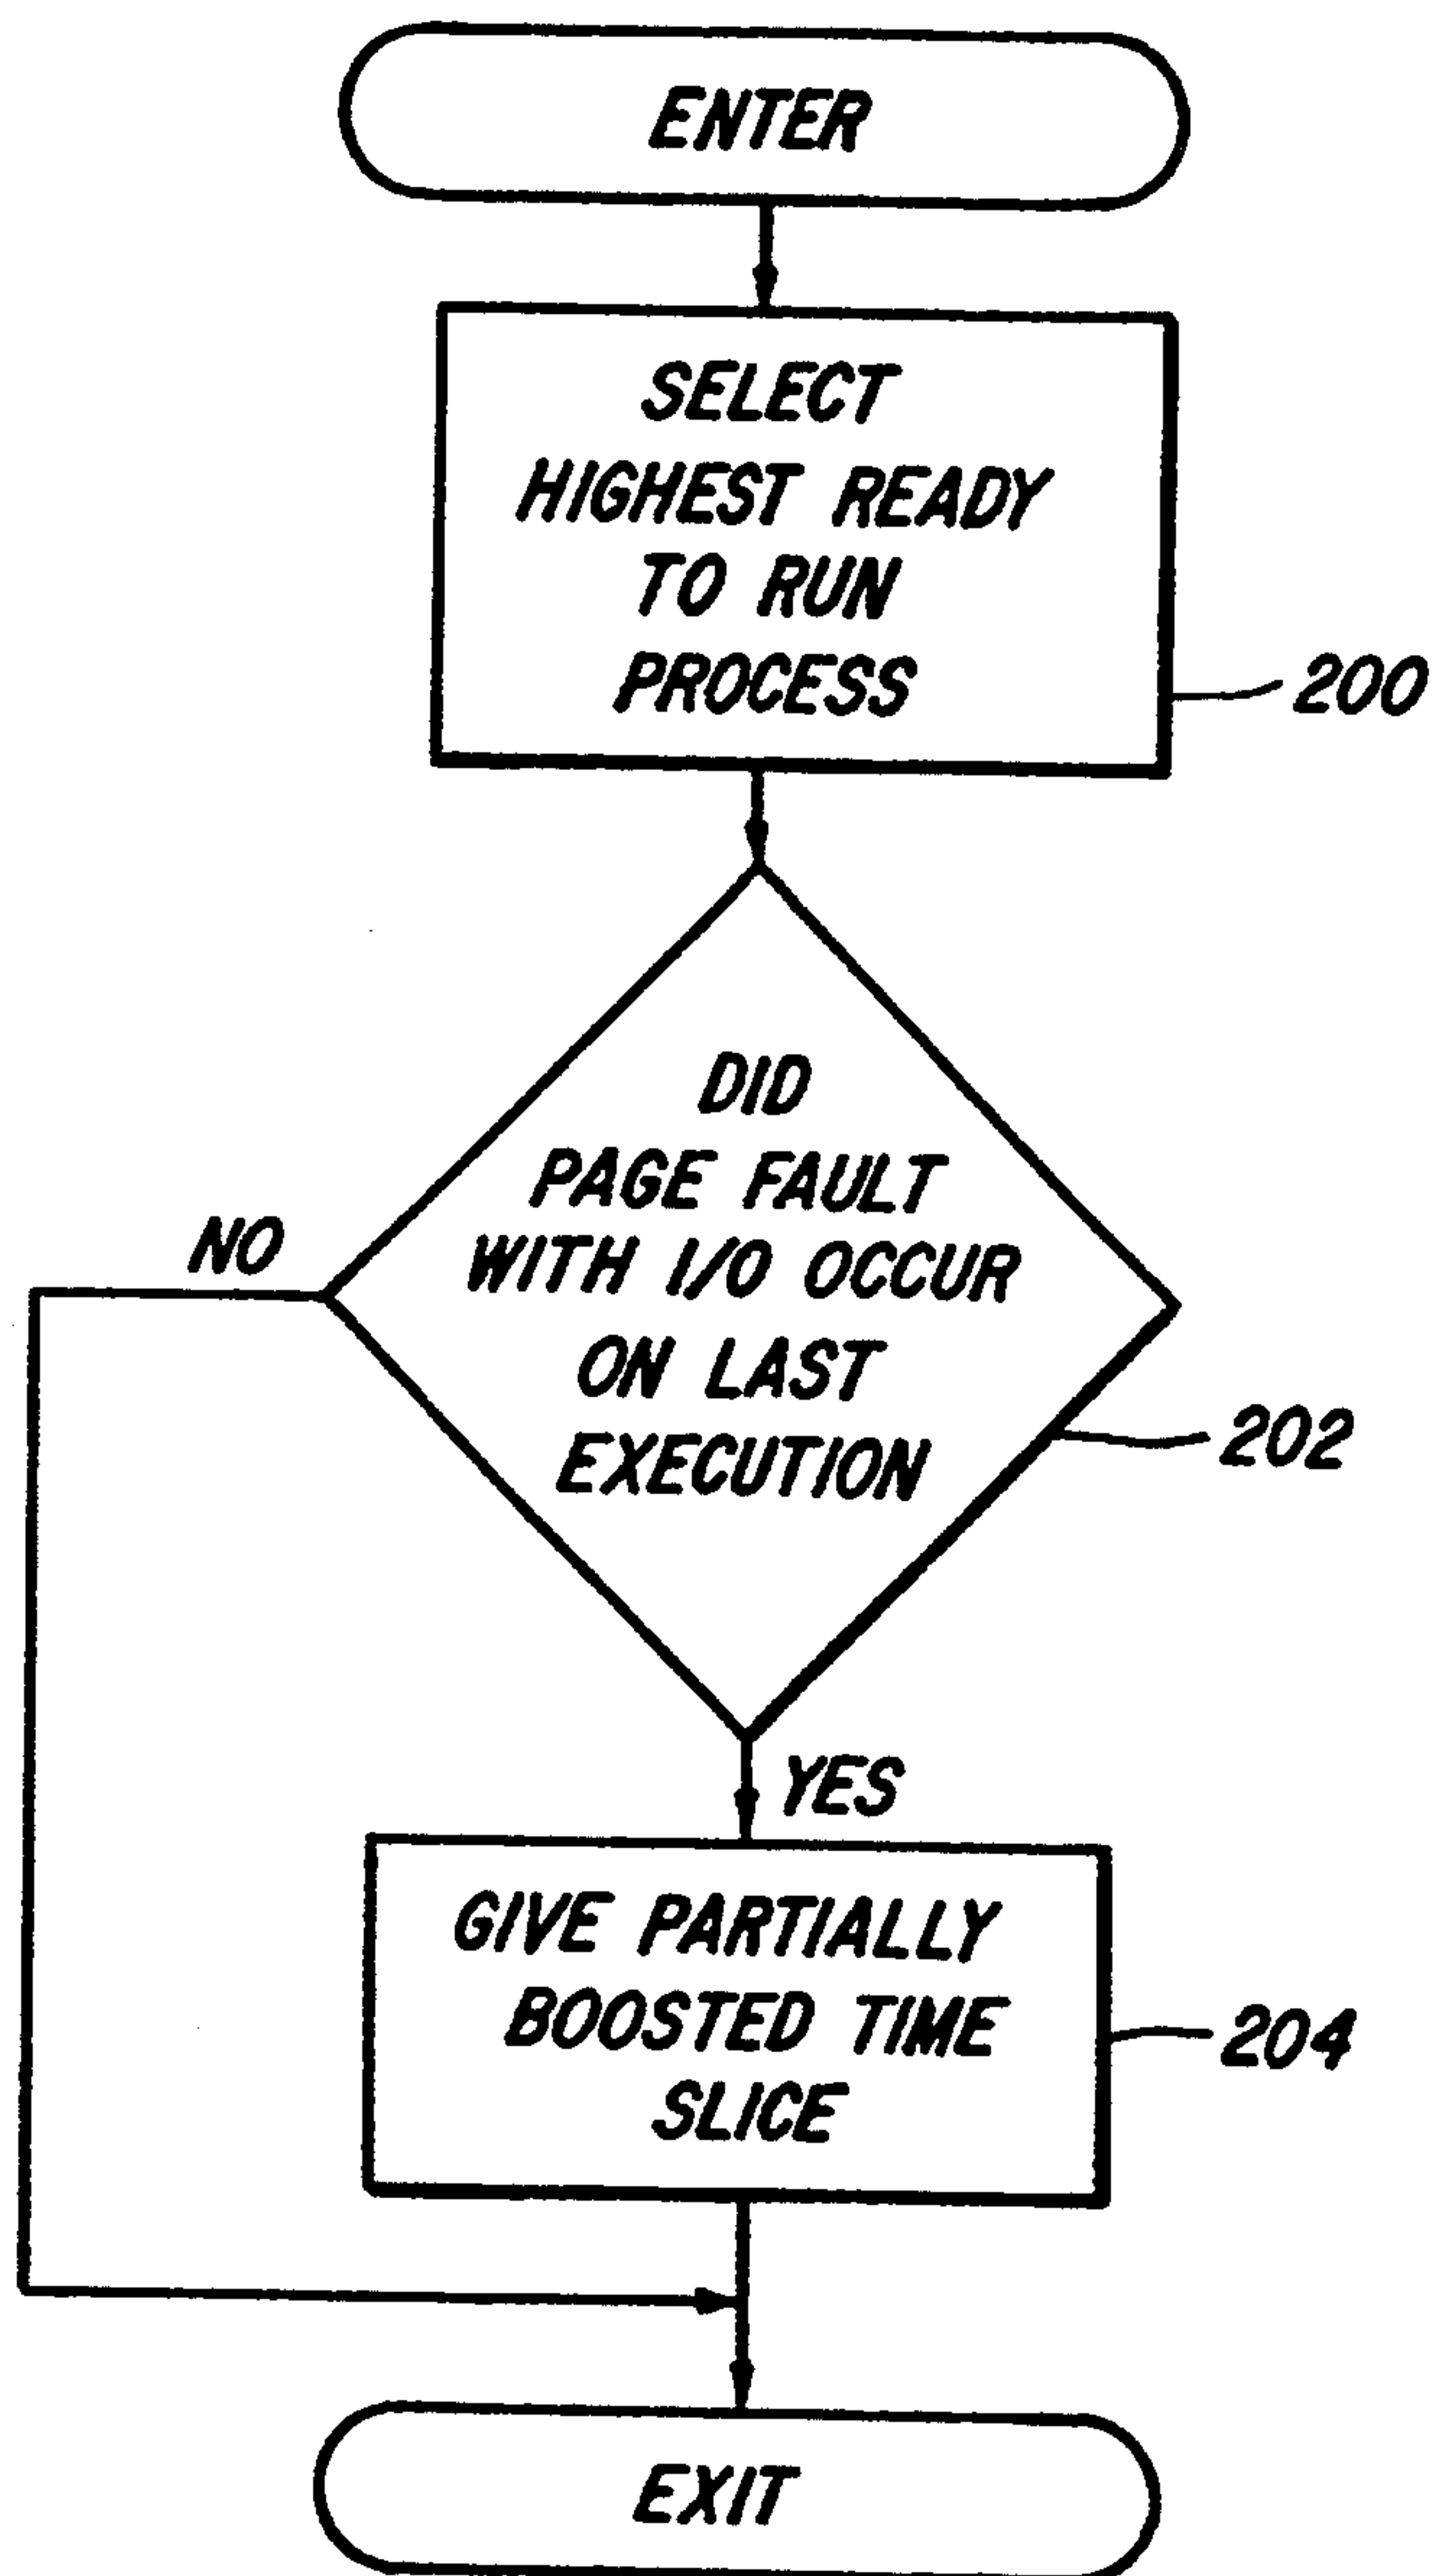 ENTER
SELECT
HIGHEST READY
TO RUN
PROCESS
200
DID
PAGE FAULT
WITH I/O OCCUR
ON LAST
EXECUTION
NO
202
YES
GIVE PARTIALLY
BOOSTED TIME
SLICE
204
EXIT